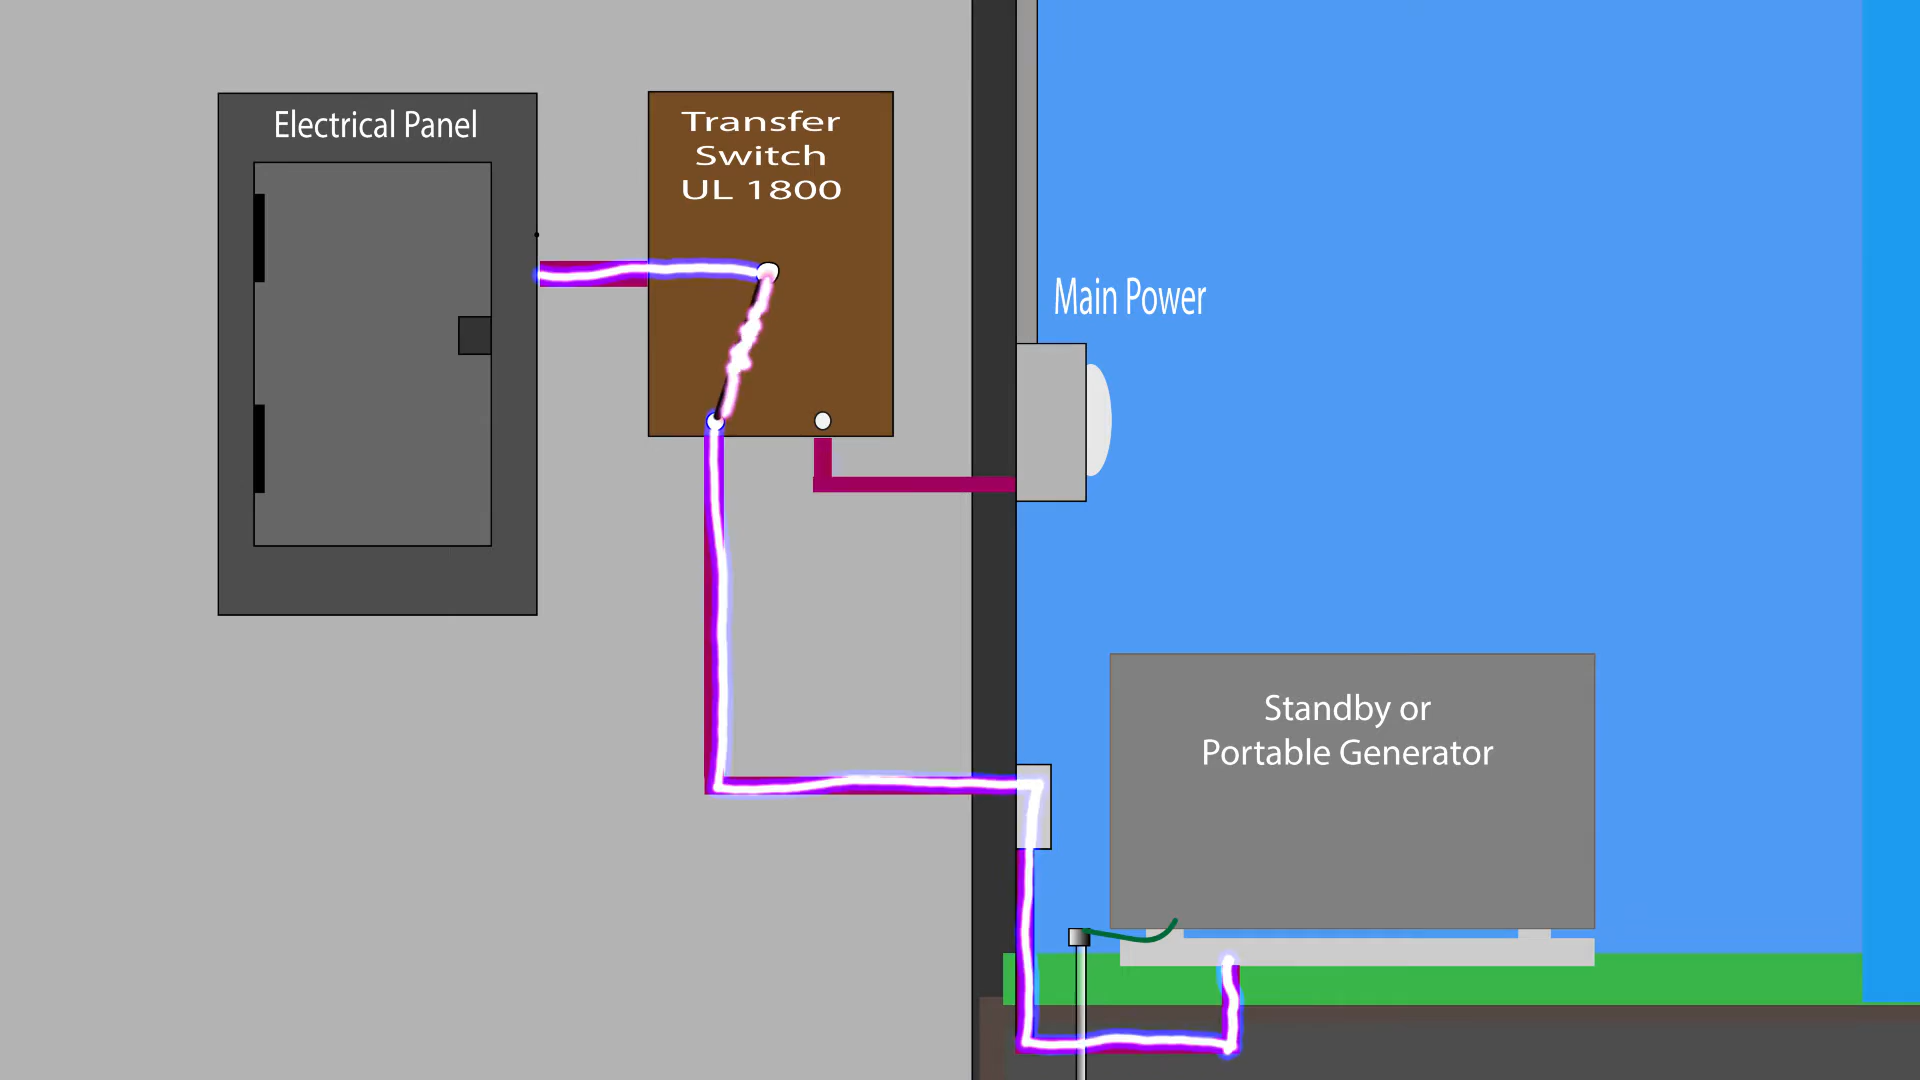 Electrical Panel
Transfer
Switch
UL 1800
Main Power
Standby or
Portable Generator